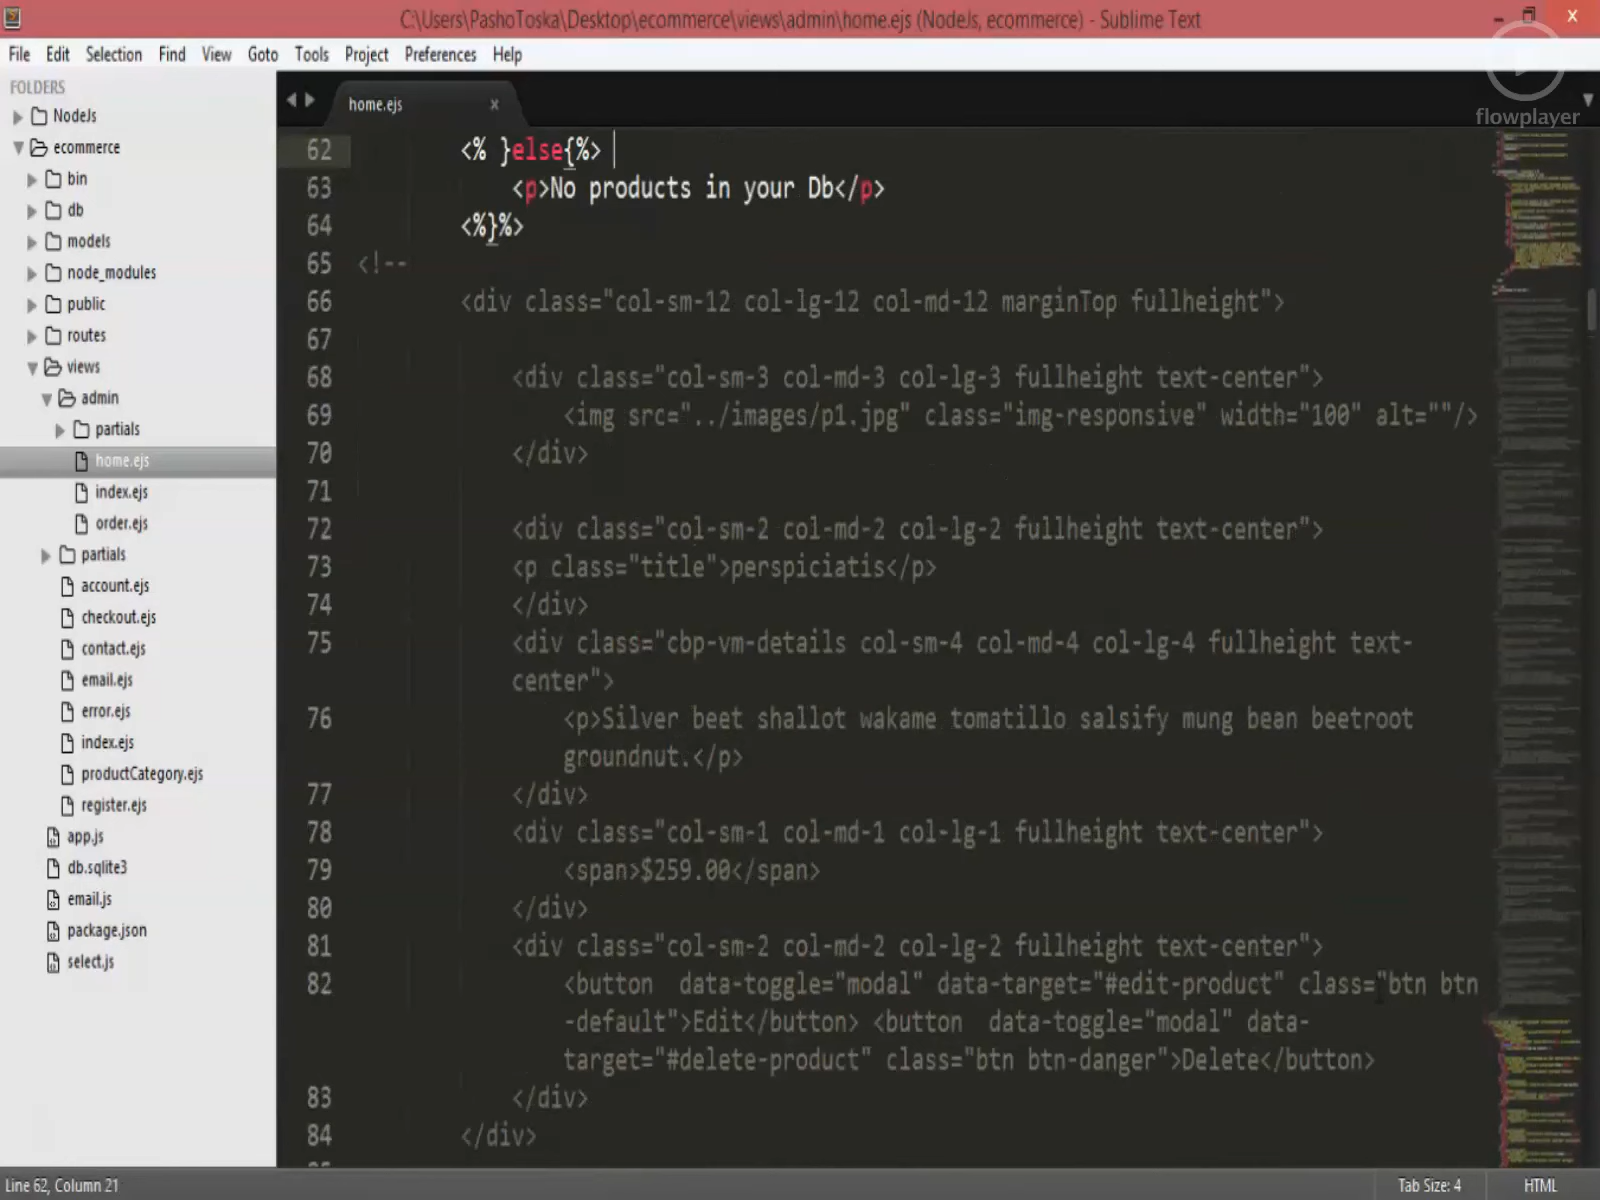 C:\Users\PashoToska\Desktop\ecommerce\views\admin\home.ejs (NodeJs, ecommerce) - Sublime Text
File Edit Selection Find View Goto Tools Project Preferences Help
flowplayer
FOLDERS
NodeJs
ecommerce
bin
db
models
node_modules
public
routes
views
admin
partials
home.ejs
index.ejs
order.ejs
partials
account.ejs
checkout.ejs
contact.ejs
email.ejs
error.ejs
index.ejs
productCategory.ejs
register.ejs
app.js
db.sqlite3
email.js
package.json
select.js
home.ejs x
62 <% }else{%>
63 <p>No products in your Db</p>
64 <%}%>
65 <!--
66 <div class="col-sm-12 col-lg-12 col-md-12 marginTop fullheight">
67
68 <div class="col-sm-3 col-md-3 col-lg-3 fullheight text-center">
69 <img src="../images/p1.jpg" class="img-responsive" width="100" alt=""/>
70 </div>
71
72 <div class="col-sm-2 col-md-2 col-lg-2 fullheight text-center">
73 <p class="title">perspiciatis</p>
74 </div>
75 <div class="cbp-vm-details col-sm-4 col-md-4 col-lg-4 fullheight text-
center">
76 <p>Silver beet shallot wakame tomatillo salsify mung bean beetroot
groundnut.</p>
77 </div>
78 <div class="col-sm-1 col-md-1 col-lg-1 fullheight text-center">
79 <span>$259.00</span>
80 </div>
81 <div class="col-sm-2 col-md-2 col-lg-2 fullheight text-center">
82 <button  data-toggle="modal" data-target="#edit-product" class="btn btn
-default">Edit</button> <button  data-toggle="modal" data-
target="#delete-product" class="btn btn-danger">Delete</button>
83 </div>
84 </div>
Line 62, Column 21
Tab Size: 4
HTML